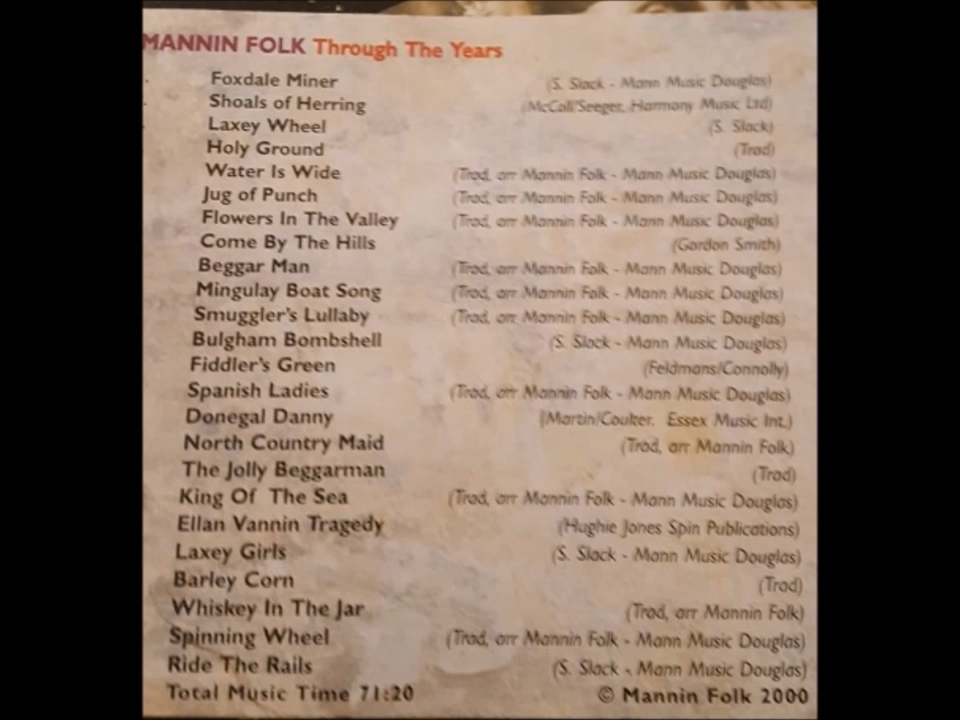 MANNIN FOLK Through The Years
Foxdale Miner (S. Slack - Mann Music Douglas)
Shoals of Herring (McCall/Seeger, Harmony Music Ltd)
Laxey Wheel (S. Slack)
Holy Ground (Trad)
Water Is Wide (Trad, arr Mannin Folk - Mann Music Douglas)
Jug of Punch (Trad, arr Mannin Folk - Mann Music Douglas)
Flowers In The Valley (Trad, arr Mannin Folk - Mann Music Douglas)
Come By The Hills (Gordon Smith)
Beggar Man (Trad, arr Mannin Folk - Mann Music Douglas)
Mingulay Boat Song (Trad, arr Mannin Folk - Mann Music Douglas)
Smuggler's Lullaby (Trad, arr Mannin Folk - Mann Music Douglas)
Bulgham Bombshell (S. Slack - Mann Music Douglas)
Fiddler's Green (Feldmans/Connolly)
Spanish Ladies (Trad, arr Mannin Folk - Mann Music Douglas)
Donegal Danny (Martin/Coulter. Essex Music Int.)
North Country Maid (Trad, arr Mannin Folk)
The Jolly Beggarman (Trad)
King Of The Sea (Trad, arr Mannin Folk - Mann Music Douglas)
Ellan Vannin Tragedy (Hughie Jones Spin Publications)
Laxey Girls (S. Slack - Mann Music Douglas)
Barley Corn (Trad)
Whiskey In The Jar (Trad, arr Mannin Folk)
Spinning Wheel (Trad, arr Mannin Folk - Mann Music Douglas)
Ride The Rails (S. Slack - Mann Music Douglas)
Total Music Time 71:20 © Mannin Folk 2000